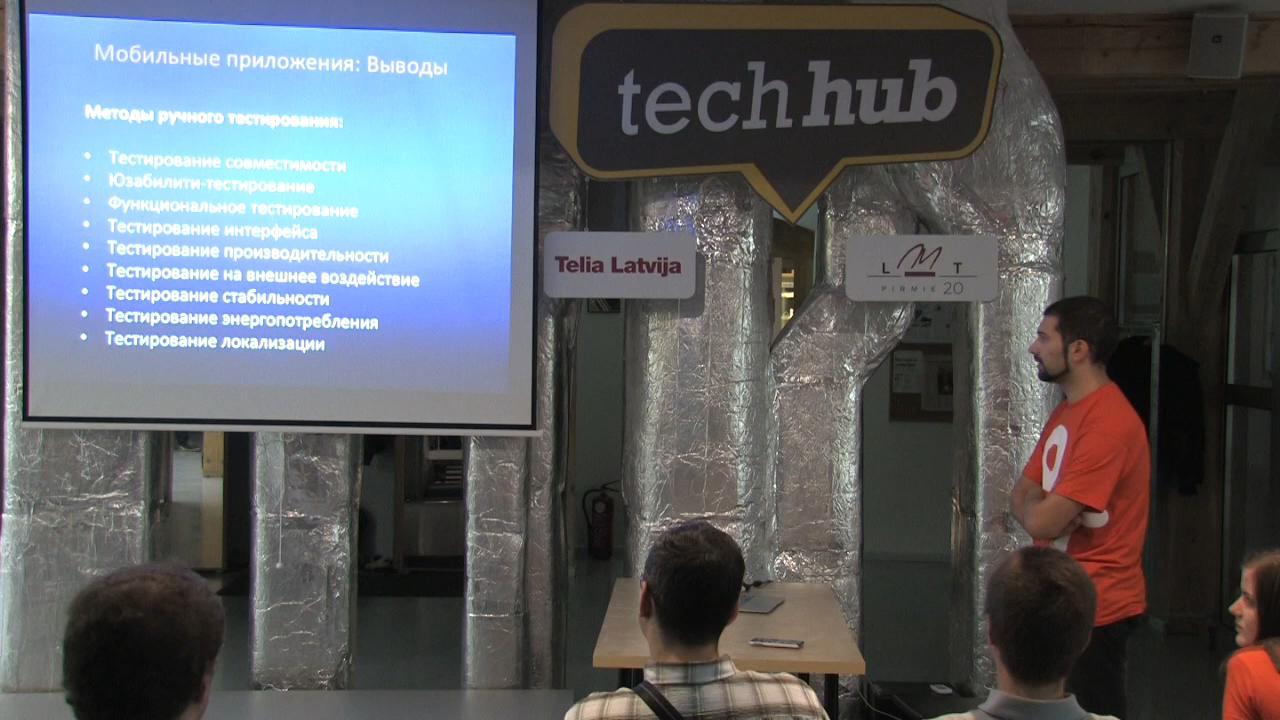 Мобильные приложения: Выводы
Методы ручного тестирования:
• Тестирование совместимости
• Юзабилити-тестирование
• Функциональное тестирование
• Тестирование интерфейса
• Тестирование производительности
• Тестирование на внешнее воздействие
• Тестирование стабильности
• Тестирование энергопотребления
• Тестирование локализации
techhub
Telia Latvija
LMT
PIRMIE 20